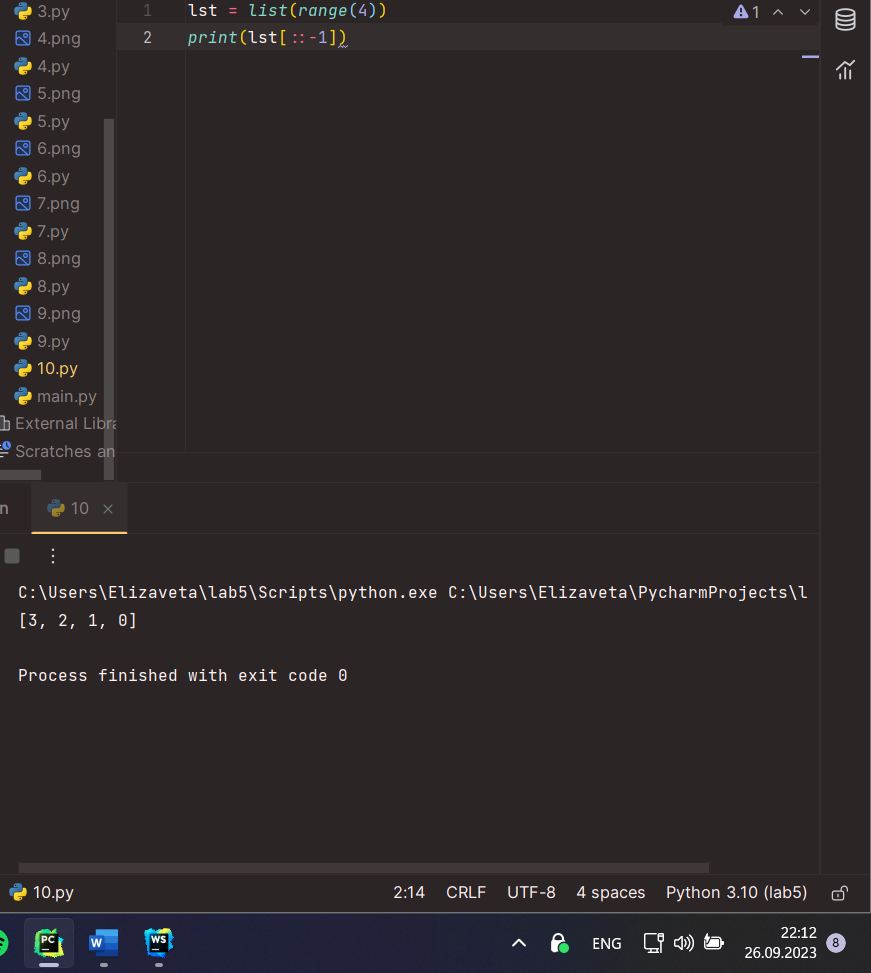 3.py
4.png
4.py
5.png
5.py
6.png
6.py
7.png
7.py
8.png
8.py
9.png
9.py
10.py
main.py
External Libra
Scratches an
1 lst = list(range(4))
2 print(lst[::-1])
1
n
10
C:\Users\Elizaveta\lab5\Scripts\python.exe C:\Users\Elizaveta\PycharmProjects\l
[3, 2, 1, 0]
Process finished with exit code 0
10.py 2:14 CRLF UTF-8 4 spaces Python 3.10 (lab5)
PC W WS ENG 22:12 8
26.09.2023